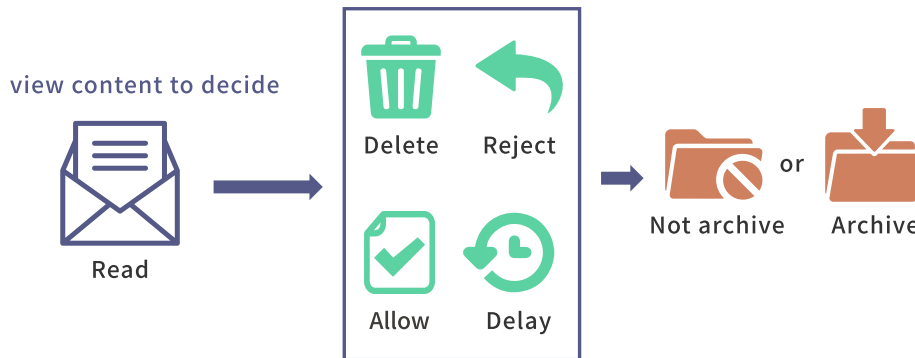 view content to decide
Read
Delete
Reject
Allow
Delay
Not archive
or
Archive